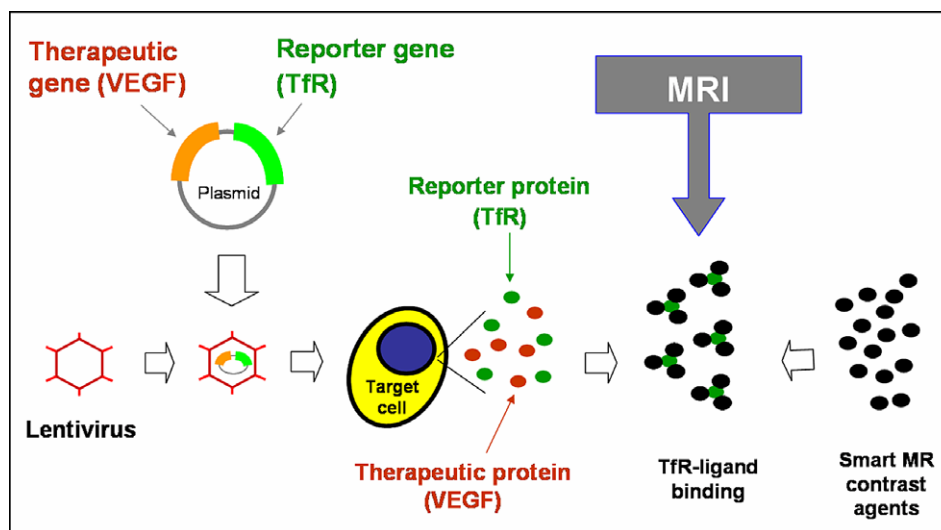 Therapeutic
gene (VEGF)
Reporter gene
(TfR)
MRI
Plasmid
Reporter protein
(TfR)
Target
cell
Lentivirus
Therapeutic protein
(VEGF)
TfR-ligand
binding
Smart MR
contrast
agents